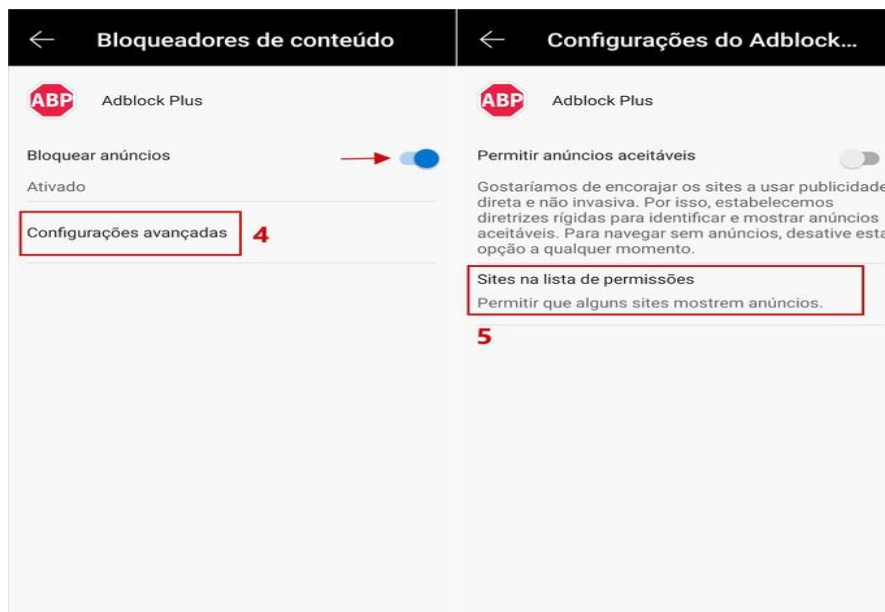 Bloqueadores de conteúdo
ABP Adblock Plus
Bloquear anúncios
Ativado
Configurações avançadas 4
Configurações do Adblock...
ABP Adblock Plus
Permitir anúncios aceitáveis
Gostaríamos de encorajar os sites a usar publicidade
direta e não invasiva. Por isso, estabelecemos
diretrizes rígidas para identificar e mostrar anúncios
aceitáveis. Para navegar sem anúncios, desative esta
opção a qualquer momento.
Sites na lista de permissões
Permitir que alguns sites mostrem anúncios.
5